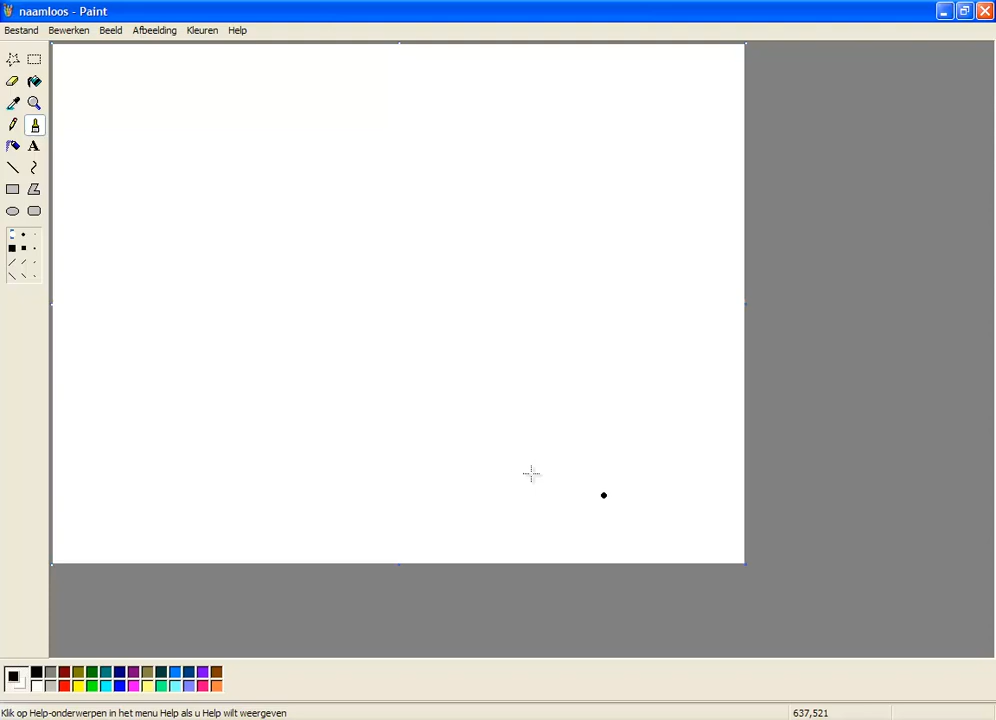 naamloos - Paint
Bestand Bewerken Beeld Afbeelding Kleuren Help
A
Klik op Help-onderwerpen in het menu Help als u Help wilt weergeven 637,521